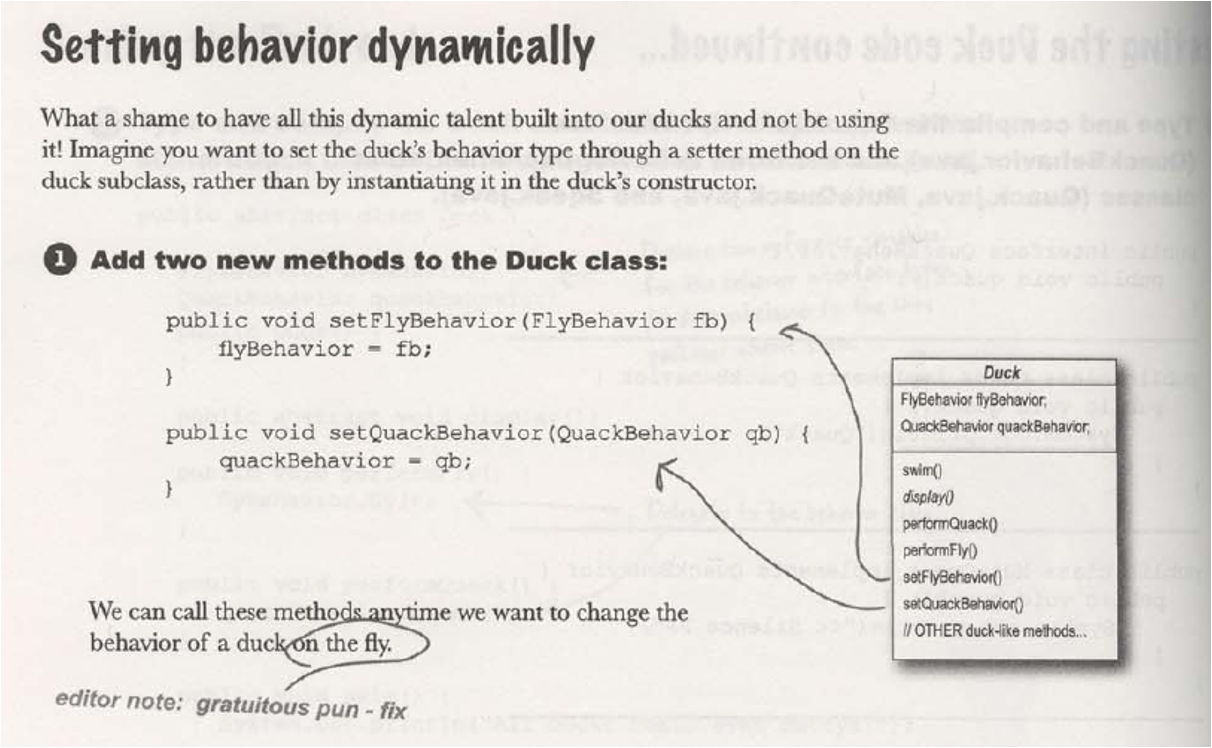 Setting behavior dynamically
What a shame to have all this dynamic talent built into our ducks and not be using
it! Imagine you want to set the duck's behavior type through a setter method on the
duck subclass, rather than by instantiating it in the duck's constructor.
1 Add two new methods to the Duck class:
public void setFlyBehavior(FlyBehavior fb) {
flyBehavior = fb;
}
public void setQuackBehavior(QuackBehavior qb) {
quackBehavior = qb;
}
Duck
FlyBehavior flyBehavior;
QuackBehavior quackBehavior;
swim()
display()
performQuack()
performFly()
setFlyBehavior()
setQuackBehavior()
// OTHER duck-like methods...
We can call these methods anytime we want to change the
behavior of a duck on the fly.
editor note: gratuitous pun - fix